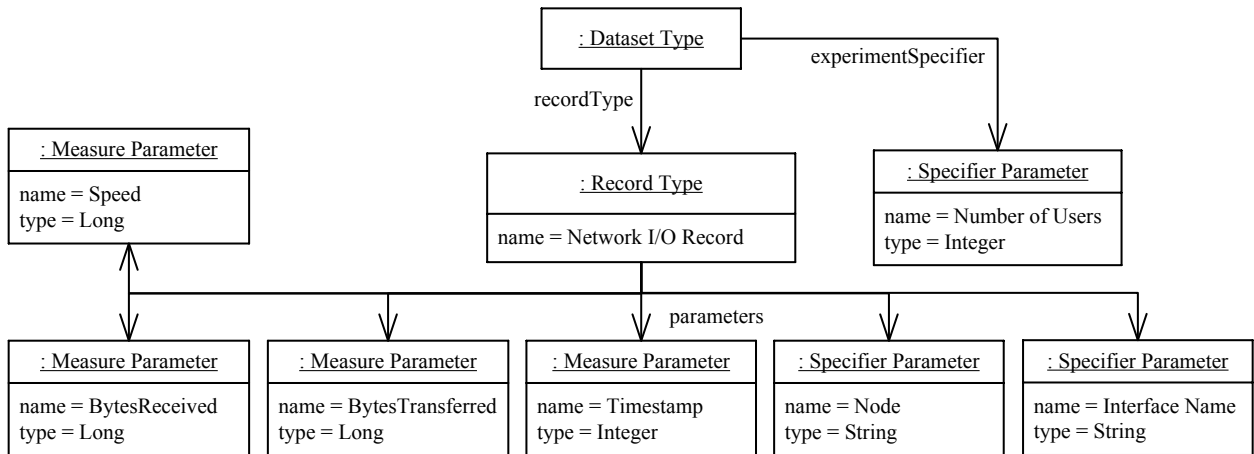 : Dataset Type
experimentSpecifier
recordType
: Measure Parameter
name = Speed
type = Long
: Record Type
name = Network I/O Record
: Specifier Parameter
name = Number of Users
type = Integer
parameters
: Measure Parameter
name = BytesReceived
type = Long
: Measure Parameter
name = BytesTransferred
type = Long
: Measure Parameter
name = Timestamp
type = Integer
: Specifier Parameter
name = Node
type = String
: Specifier Parameter
name = Interface Name
type = String